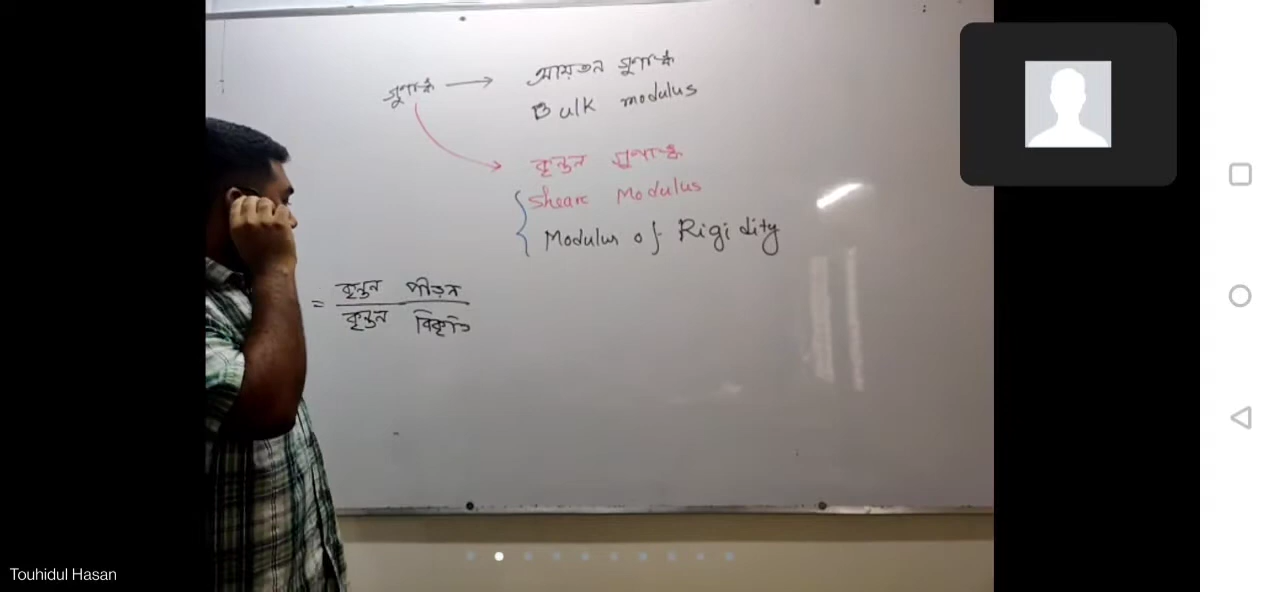 গুণাঙ্ক → আয়তন গুণাঙ্ক
Bulk modulus
কৃন্তন গুণাঙ্ক
Shear Modulus
Modulus of Rigidity
= কৃন্তন পীড়ন
কৃন্তন বিকৃতি
Touhidul Hasan